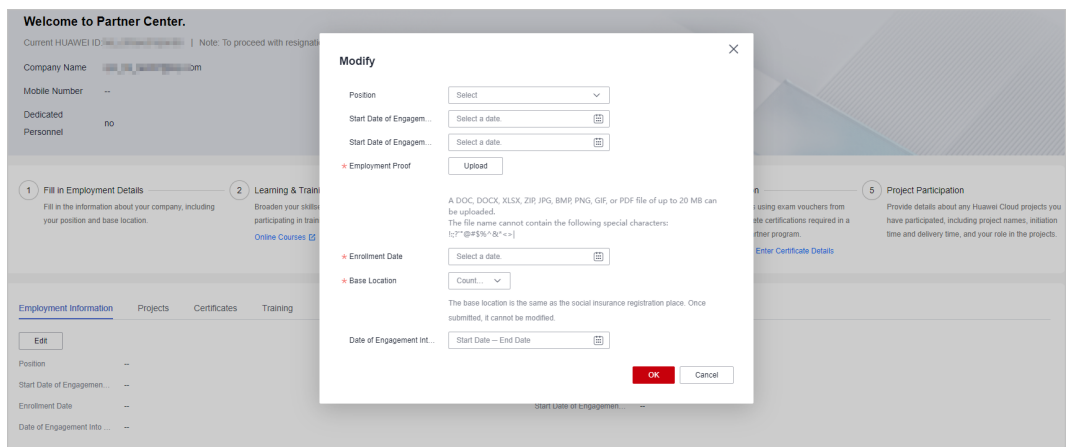 Welcome to Partner Center.
Current HUAWEI ID: | Note: To proceed with resignati
Company Name om
Mobile Number --
Dedicated
Personnel
no
Modify
Position Select
Start Date of Engagem... Select a date.
Start Date of Engagem... Select a date.
* Employment Proof Upload
A DOC, DOCX, XLSX, ZIP, JPG, BMP, PNG, GIF, or PDF file of up to 20 MB can
be uploaded.
The file name cannot contain the following special characters:
!;;?'"@#$%^&*<>|
* Enrollment Date Select a date.
* Base Location Count...
The base location is the same as the social insurance registration place. Once
submitted, it cannot be modified.
Date of Engagement Int... Start Date — End Date
OK Cancel
1 Fill in Employment Details
Fill in the information about your company, including
your position and base location.
2 Learning & Traini
Broaden your skills
participating in train
Online Courses
n
s using exam vouchers from
te certifications required in a
rtner program.
Enter Certificate Details
5 Project Participation
Provide details about any Huawei Cloud projects you
have participated, including project names, initiation
time and delivery time, and your role in the projects.
Employment Information Projects Certificates Training
Edit
Position --
Start Date of Engagemen... --
Enrollment Date -- Start Date of Engagemen... --
Date of Engagement Into ... --